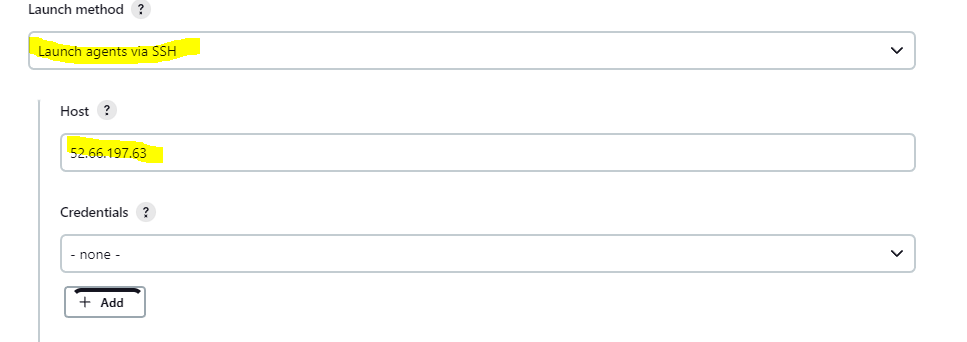 Launch method ?
Launch agents via SSH
Host ?
52.66.197.63
Credentials ?
- none -
+ Add